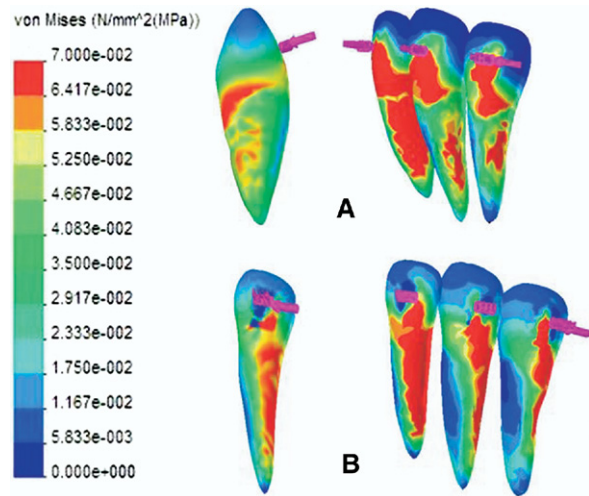 von Mises (N/mm^2(MPa))
7.000e-002
6.417e-002
5.833e-002
5.250e-002
4.667e-002
4.083e-002
3.500e-002
2.917e-002
2.333e-002
1.750e-002
1.167e-002
5.833e-003
0.000e+000
A
B